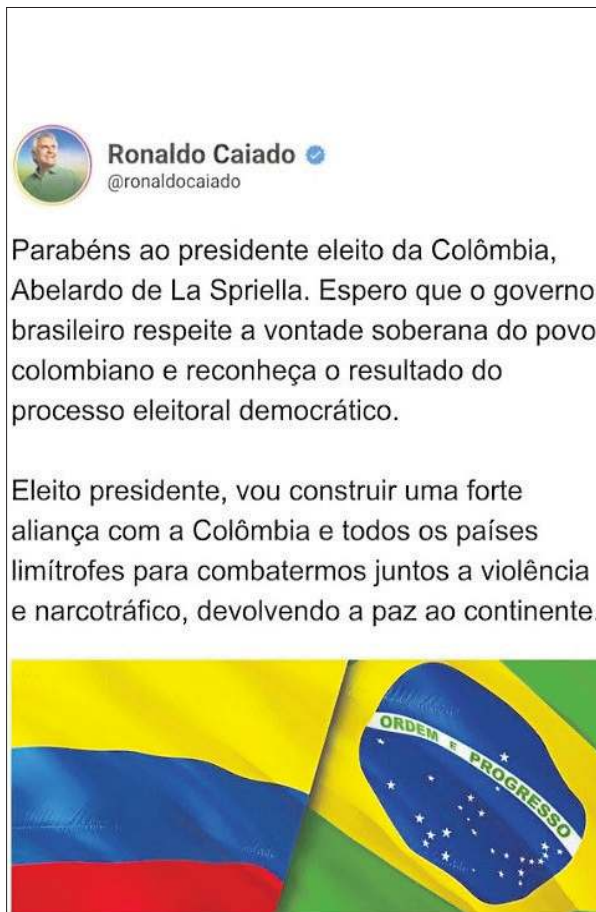 Ronaldo Caiado
@ronaldocaiado
Parabéns ao presidente eleito da Colômbia,
Abelardo de La Spriella. Espero que o governo
brasileiro respeite a vontade soberana do povo
colombiano e reconheça o resultado do
processo eleitoral democrático.
Eleito presidente, vou construir uma forte
aliança com a Colômbia e todos os países
limítrofes para combatermos juntos a violência
e narcotráfico, devolvendo a paz ao continente.
ORDEM E PROGRESSO